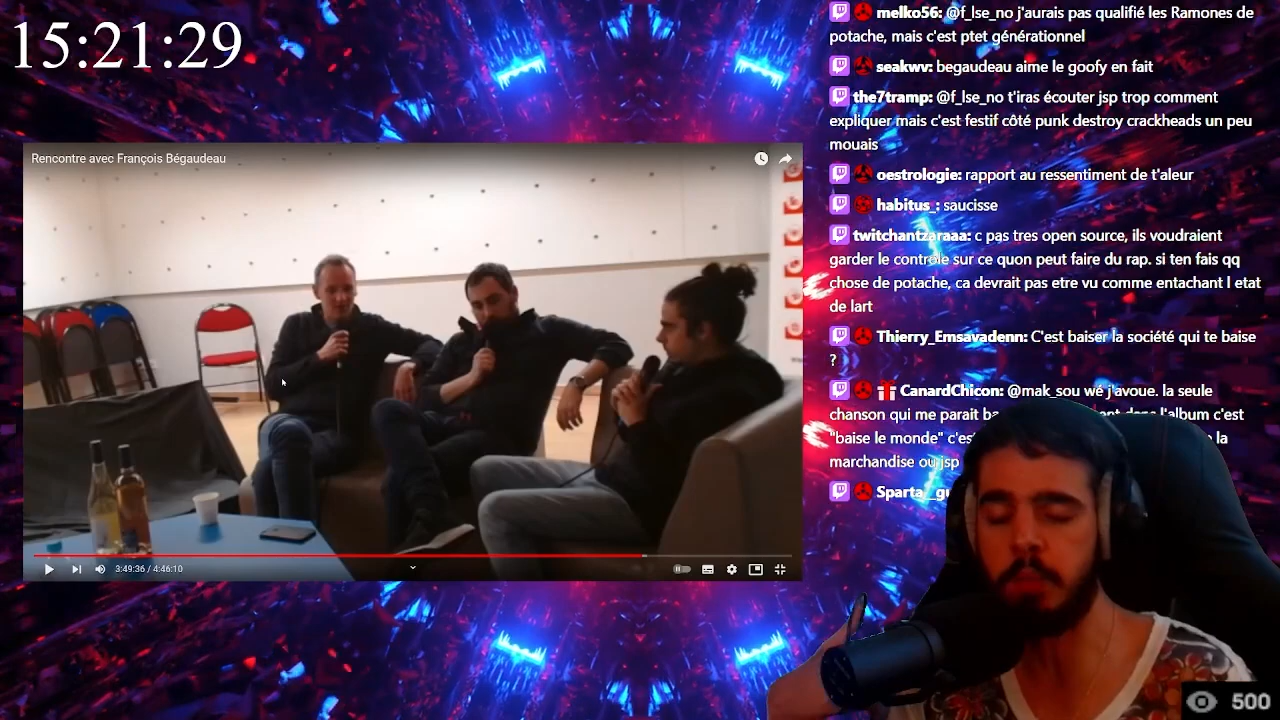 15:21:29
Rencontre avec François Bégaudeau
3:49:36 / 4:46:10
melko56: @f_lse_no j'aurais pas qualifié les Ramones de
potache, mais c'est ptet générationnel
seakwv: begaudeau aime le goofy en fait
the7tramp: @f_lse_no t'iras écouter jsp trop comment
expliquer mais c'est festif côté punk destroy crackheads un peu
mouais
oestrologie: rapport au ressentiment de t'aleur
habitus_: saucisse
twitchantzaraaa: c pas tres open source, ils voudraient
garder le controle sur ce quon peut faire du rap. si ten fais qq
chose de potache, ca devrait pas etre vu comme entachant l etat
de lart
Thierry_Emsavadenn: C'est baiser la société qui te baise
?
CanardChicon: @mak_sou wé j'avoue. la seule
chanson qui me parait dans l'album c'est
"baise le monde" la
marchandise ou jsp
500